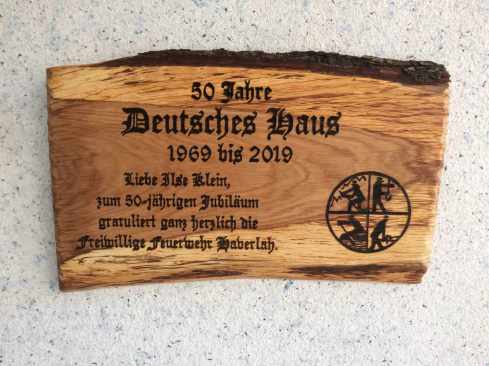 50 Jahre
Deutsches Haus
1969 bis 2019
Liebe Ilse Klein,
zum 50-jährigen Jubiläum
gratuliert ganz herzlich die
Freiwillige Feuerwehr Haberlah.